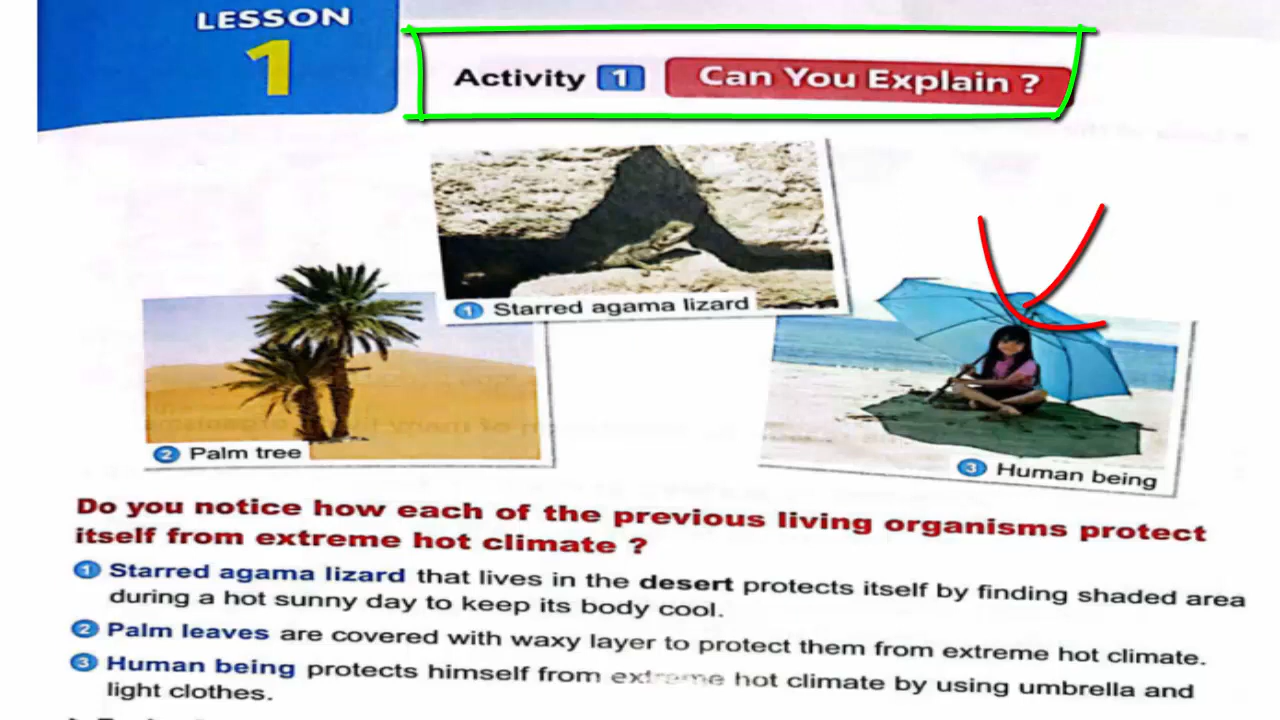 LESSON
1
Activity 1 Can You Explain ?
1 Starred agama lizard
2 Palm tree
3 Human being
Do you notice how each of the previous living organisms protect
itself from extreme hot climate ?
1 Starred agama lizard that lives in the desert protects itself by finding shaded area
during a hot sunny day to keep its body cool.
2 Palm leaves are covered with waxy layer to protect them from extreme hot climate.
3 Human being protects himself from extreme hot climate by using umbrella and
light clothes.